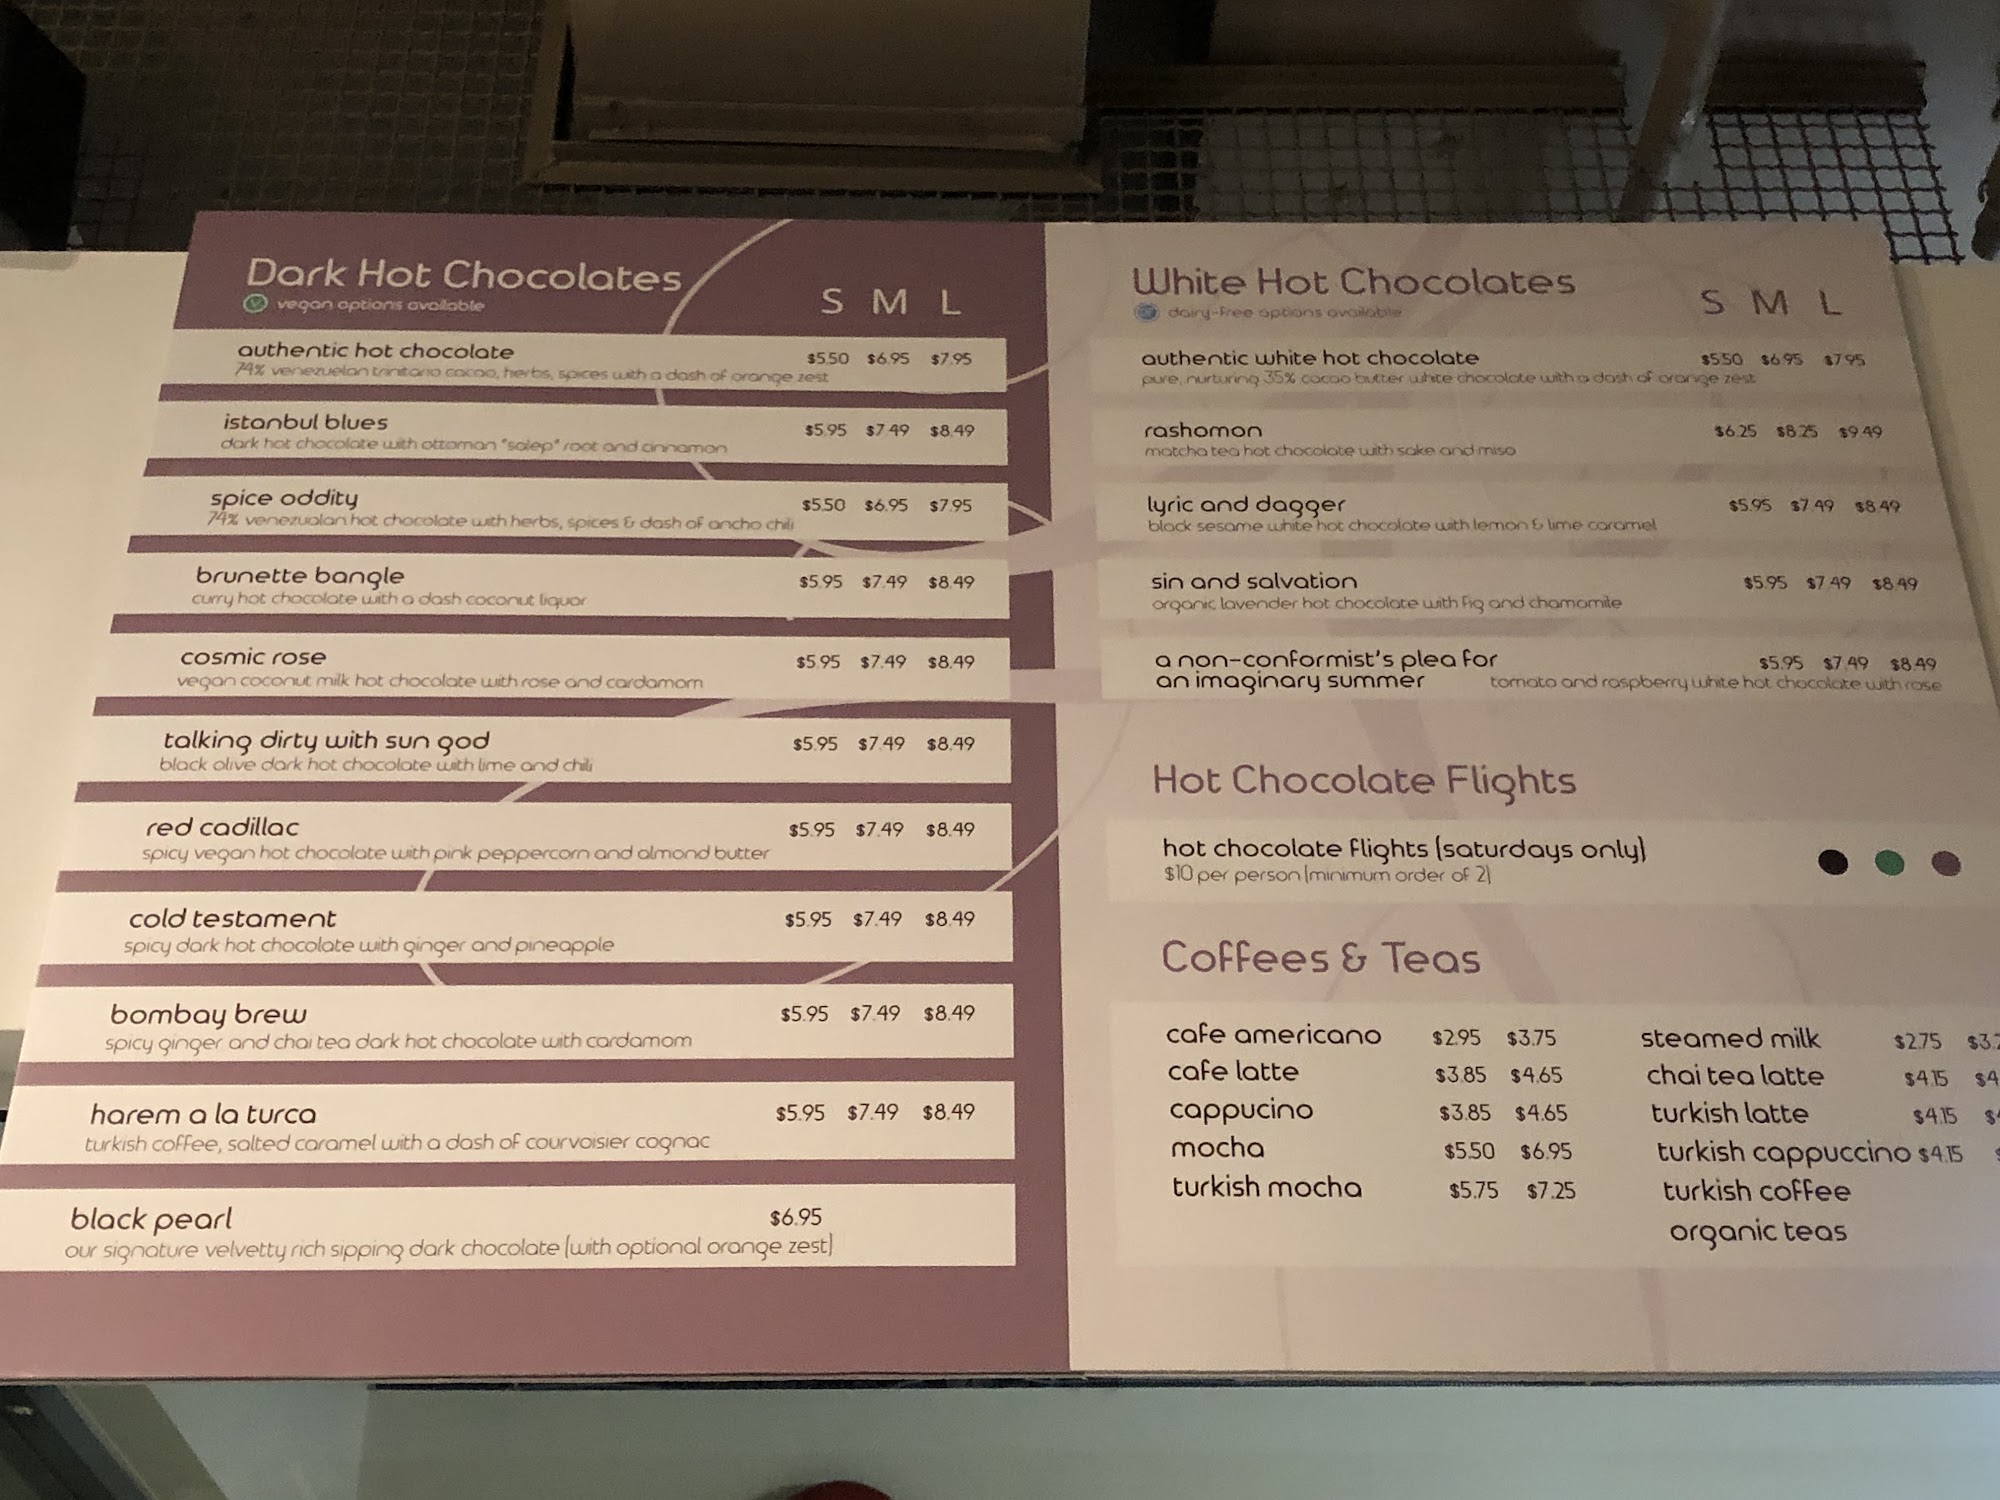 Dark Hot Chocolates
vegan options available
S M L
authentic hot chocolate $5.50 $6.95 $7.95
74% venezuelan trinitario cacao, herbs, spices with a dash of orange zest
istanbul blues $5.95 $7.49 $8.49
dark hot chocolate with ottoman "salep" root and cinnamon
spice oddity $5.50 $6.95 $7.95
74% venezualan hot chocolate with herbs, spices & dash of ancho chili
brunette bangle $5.95 $7.49 $8.49
curry hot chocolate with a dash coconut liquor
cosmic rose $5.95 $7.49 $8.49
vegan coconut milk hot chocolate with rose and cardamom
talking dirty with sun god $5.95 $7.49 $8.49
black olive dark hot chocolate with lime and chili
red cadillac $5.95 $7.49 $8.49
spicy vegan hot chocolate with pink peppercorn and almond butter
cold testament $5.95 $7.49 $8.49
spicy dark hot chocolate with ginger and pineapple
bombay brew $5.95 $7.49 $8.49
spicy ginger and chai tea dark hot chocolate with cardamom
harem a la turca $5.95 $7.49 $8.49
turkish coffee, salted caramel with a dash of courvoisier cognac
black pearl $6.95
our signature velvetty rich sipping dark chocolate (with optional orange zest)
White Hot Chocolates
dairy-free options available
S M L
authentic white hot chocolate $5.50 $6.95 $7.95
pure, nurturing 35% cacao butter white chocolate with a dash of orange zest
rashomon $6.25 $8.25 $9.49
matcha tea hot chocolate with sake and miso
lyric and dagger $5.95 $7.49 $8.49
black sesame white hot chocolate with lemon & lime caramel
sin and salvation $5.95 $7.49 $8.49
organic lavender hot chocolate with fig and chamomile
a non-conformist's plea for $5.95 $7.49 $8.49
an imaginary summer tomato and raspberry white hot chocolate with rose
Hot Chocolate Flights
hot chocolate flights (saturdays only)
$10 per person (minimum order of 2)
Coffees & Teas
cafe americano $2.95 $3.75
cafe latte $3.85 $4.65
cappucino $3.85 $4.65
mocha $5.50 $6.95
turkish mocha $5.75 $7.25
steamed milk $2.75
chai tea latte $4.15
turkish latte $4.15
turkish cappuccino $4.15
turkish coffee
organic teas